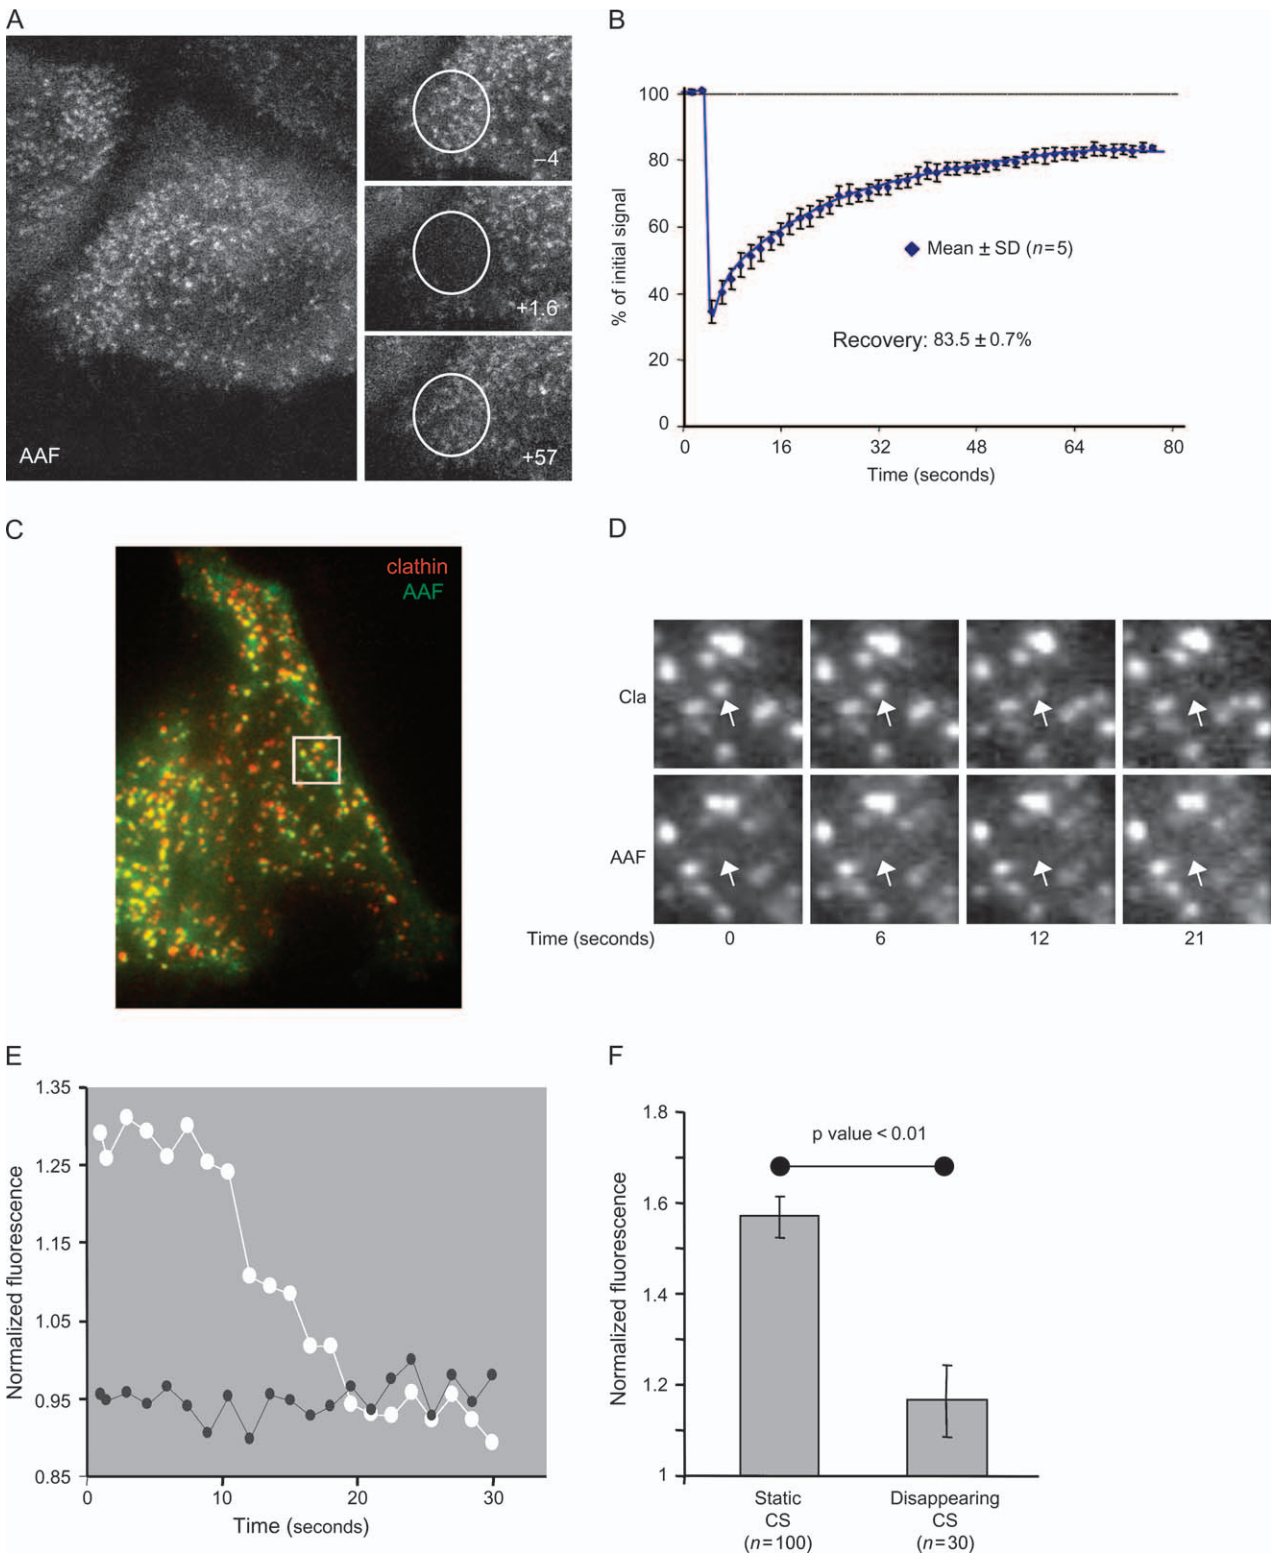 A
−4
+1.6
+57
AAF
B
% of initial signal
100
80
60
40
20
0
Mean ± SD (n=5)
Recovery: 83.5 ± 0.7%
0 16 32 48 64 80
Time (seconds)
C
clathin
AAF
D
Cla
AAF
Time (seconds) 0 6 12 21
E
Normalized fluorescence
1.35
1.25
1.15
1.05
0.95
0.85
0 10 20 30
Time (seconds)
F
Normalized fluorescence
1.8
1.6
1.4
1.2
1
p value < 0.01
Static Disappearing
CS CS
(n=100) (n=30)